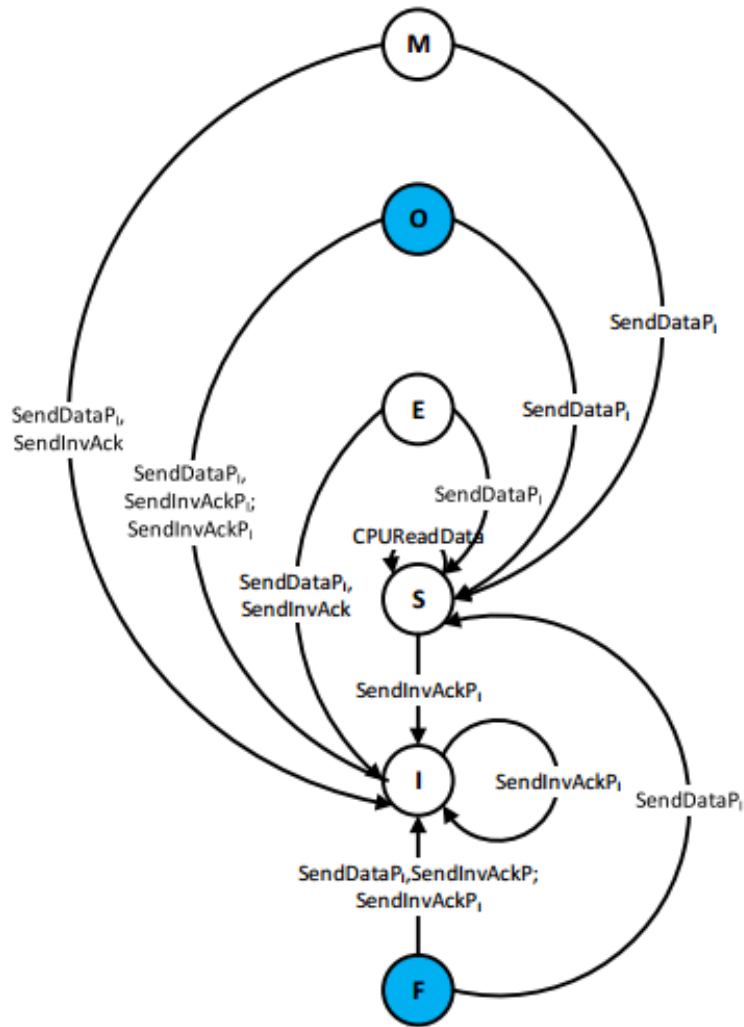 M
O
SendDataPI
SendDataPI,
SendInvAck
E
SendDataPI
SendDataPI,
SendInvAckPI;
SendInvAckPI
SendDataPI
CPUReadData
SendDataPI,
SendInvAck
S
SendInvAckPI
I
SendInvAckPI
SendDataPI
SendDataPI,SendInvAckP;
SendInvAckPI
F